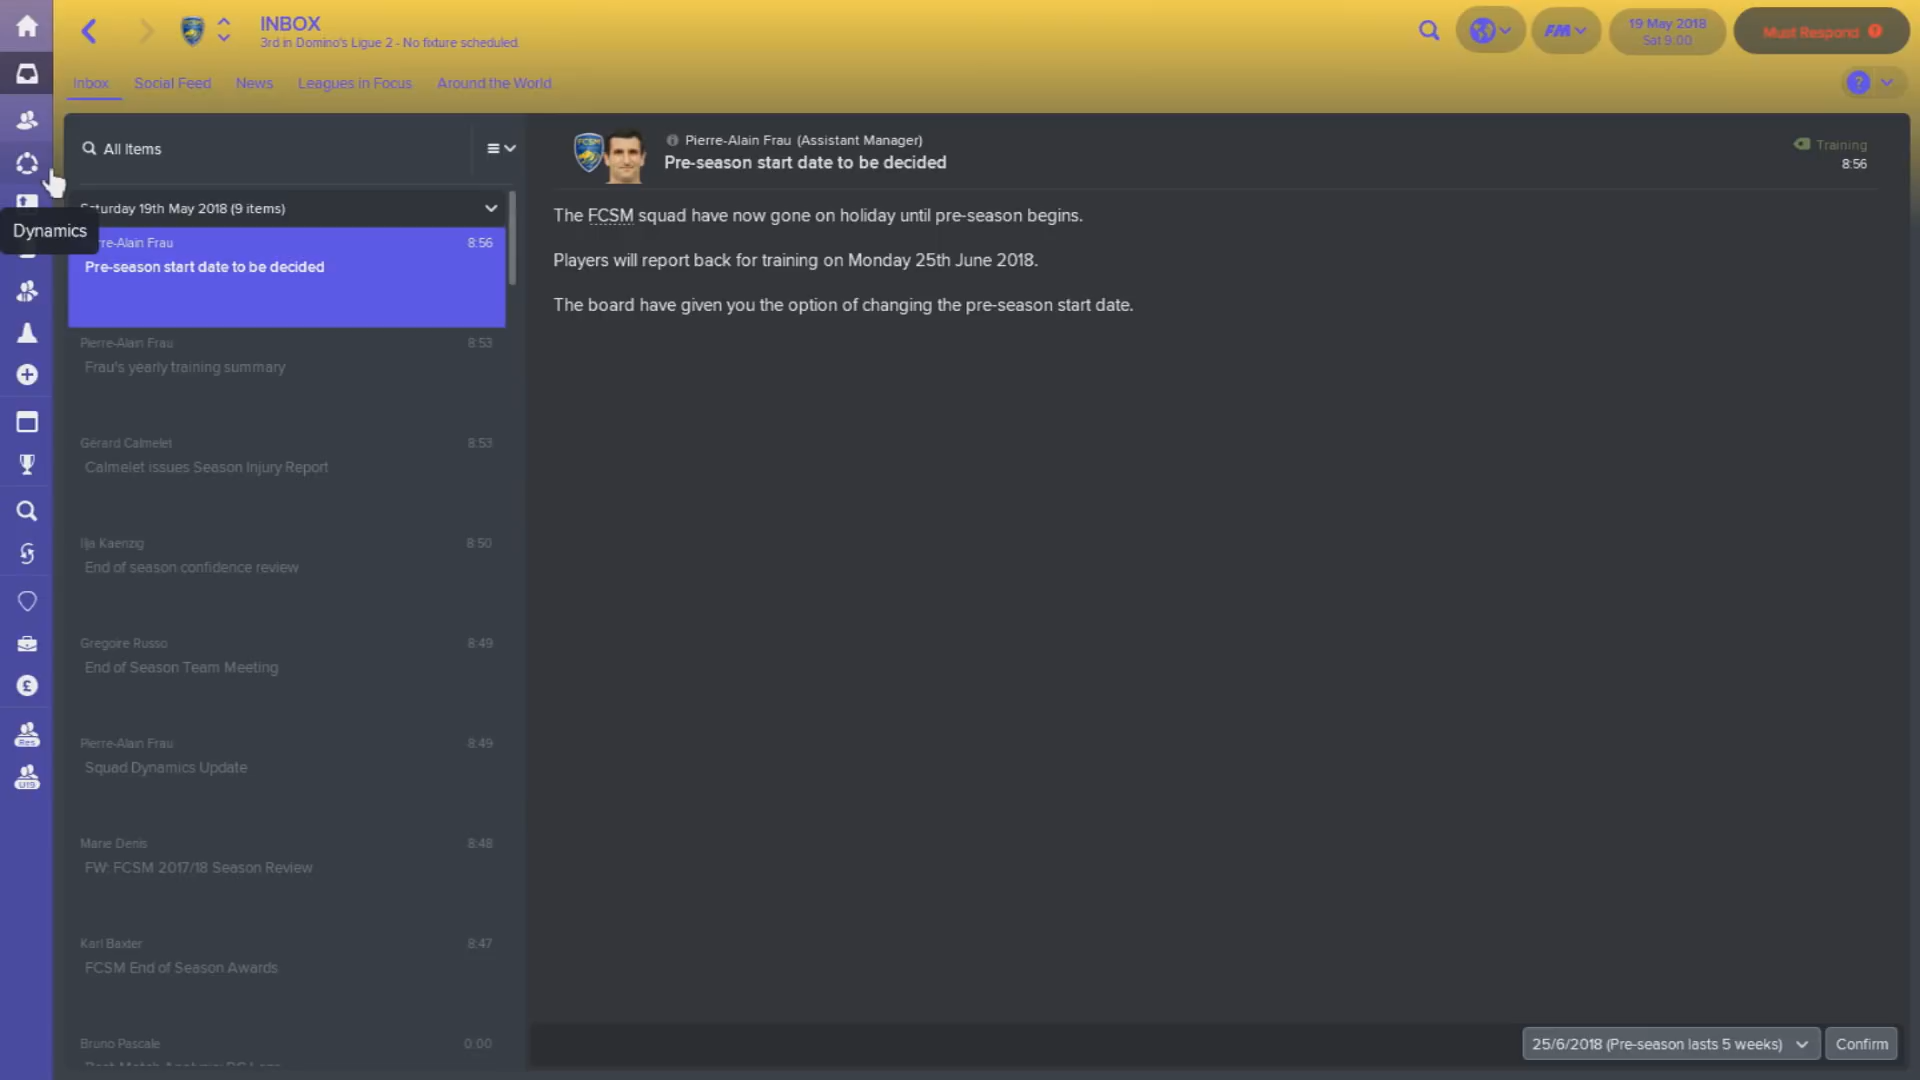 INBOX
3rd in Domino's Ligue 2 - No fixture scheduled.
FM
19 May 2018
Sat 9:00
Must Respond
Inbox
Social Feed
News
Leagues in Focus
Around the World
?
All Items
Saturday 19th May 2018 (9 items)
Dynamics
re-Alain Frau
8:56
Pre-season start date to be decided
Pierre-Alain Frau
8:53
Frau's yearly training summary
Gérard Calmelet
8:53
Calmelet issues Season Injury Report
Ilja Kaenzig
8:50
End of season confidence review
Gregoire Russo
8:49
End of Season Team Meeting
Pierre-Alain Frau
8:49
Squad Dynamics Update
Marie Denis
8:48
FW: FCSM 2017/18 Season Review
Karl Baxter
8:47
FCSM End of Season Awards
Bruno Pascale
0:00
Res
U19
FCSM
Pierre-Alain Frau (Assistant Manager)
Pre-season start date to be decided
Training
8:56
The FCSM squad have now gone on holiday until pre-season begins.
Players will report back for training on Monday 25th June 2018.
The board have given you the option of changing the pre-season start date.
25/6/2018 (Pre-season lasts 5 weeks)
Confirm